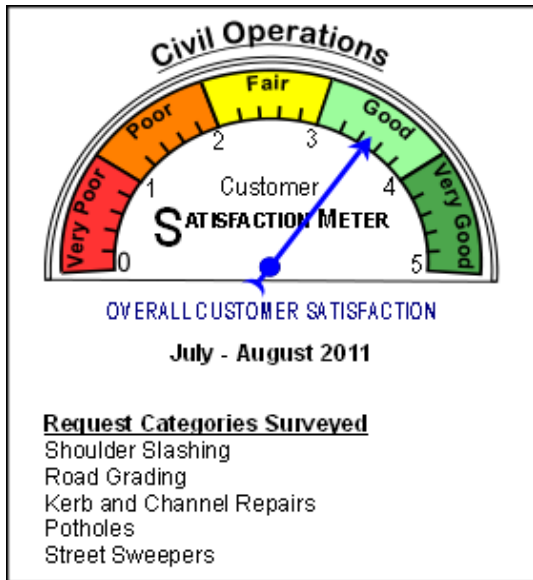 Civil Operations
Very Poor
Poor
Fair
Good
Very Good
0
1
2
3
4
5
Customer
SATISFACTION METER
OVERALL CUSTOMER SATISFACTION
July - August 2011
Request Categories Surveyed
Shoulder Slashing
Road Grading
Kerb and Channel Repairs
Potholes
Street Sweepers